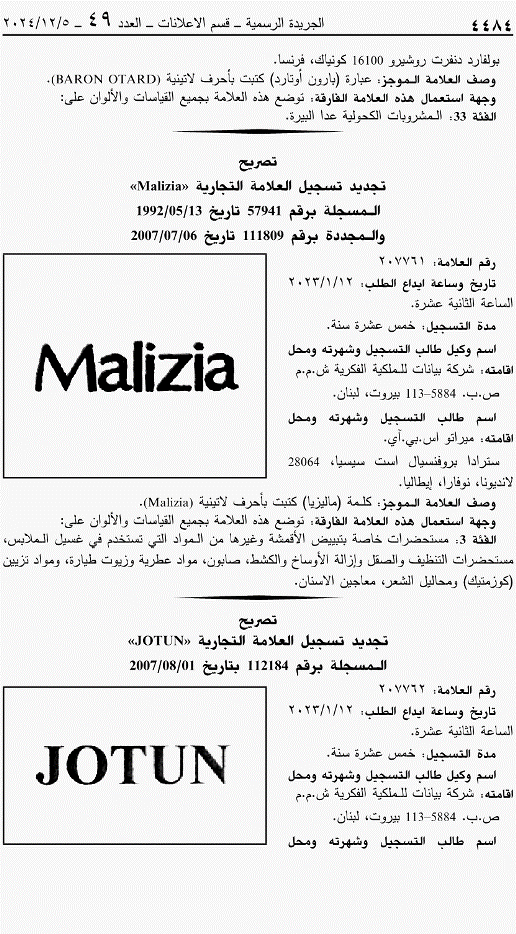 ٤٤٨٤ الجريدة الرسمية – قسم الاعلانات – العدد ٤٩ – ٢٠٢٤/١٢/٥
بولفارد دنفرت روشيرو 16100 كونياك، فرنسا.
وصف العلامة الموجز: عبارة (بارون أوتارد) كتبت بأحرف لاتينية (BARON OTARD).
وجهة استعمال هذه العلامة الفارقة: توضع هذه العلامة بجميع القياسات والألوان على:
الفئة 33: المشروبات الكحولية عدا البيرة.
تصريح
تجديد تسجيل العلامة التجارية «Malizia»
المسجلة برقم 57941 تاريخ 1992/05/13
والمجددة برقم 111809 تاريخ 2007/07/06
رقم العلامة: ٢٠٧٧٦١
تاريخ وساعة ايداع الطلب: ٢٠٢٣/١/١٢
الساعة الثانية عشرة.
مدة التسجيل: خمس عشرة سنة.
اسم وكيل طالب التسجيل وشهرته ومحل
اقامته: شركة بيانات للملكية الفكرية ش.م.م
ص.ب. 5884–113 بيروت، لبنان.
اسم طالب التسجيل وشهرته ومحل
اقامته: ميراتو اس.بي.آي.
سترادا بروفنسيال است سيسيا، 28064
لانديونا، نوفارا، إيطاليا.
Malizia
وصف العلامة الموجز: كلمة (ماليزيا) كتبت بأحرف لاتينية (Malizia).
وجهة استعمال هذه العلامة الفارقة: توضع هذه العلامة بجميع القياسات والألوان على:
الفئة 3: مستحضرات خاصة بتبييض الأقمشة وغيرها من المواد التي تستخدم في غسيل الملابس،
مستحضرات التنظيف والصقل وإزالة الأوساخ والكشط، صابون، مواد عطرية وزيوت طيارة، ومواد تزيين
(كوزمتيك) ومحاليل الشعر، معاجين الاسنان.
تصريح
تجديد تسجيل العلامة التجارية «JOTUN»
المسجلة برقم 112184 بتاريخ 2007/08/01
رقم العلامة: ٢٠٧٧٦٢
تاريخ وساعة ايداع الطلب: ٢٠٢٣/١/١٢
الساعة الثانية عشرة.
مدة التسجيل: خمس عشرة سنة.
اسم وكيل طالب التسجيل وشهرته ومحل
اقامته: شركة بيانات للملكية الفكرية ش.م.م
ص.ب. 5884–113 بيروت، لبنان.
اسم طالب التسجيل وشهرته ومحل
JOTUN